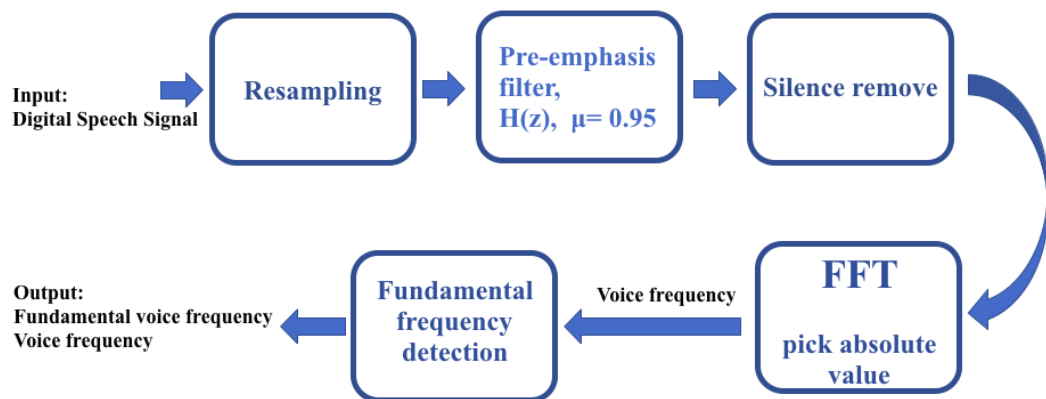 Input:
Digital Speech Signal
Resampling
Pre-emphasis
filter,
H(z), μ= 0.95
Silence remove
FFT
pick absolute
value
Voice frequency
Fundamental
frequency
detection
Output:
Fundamental voice frequency
Voice frequency